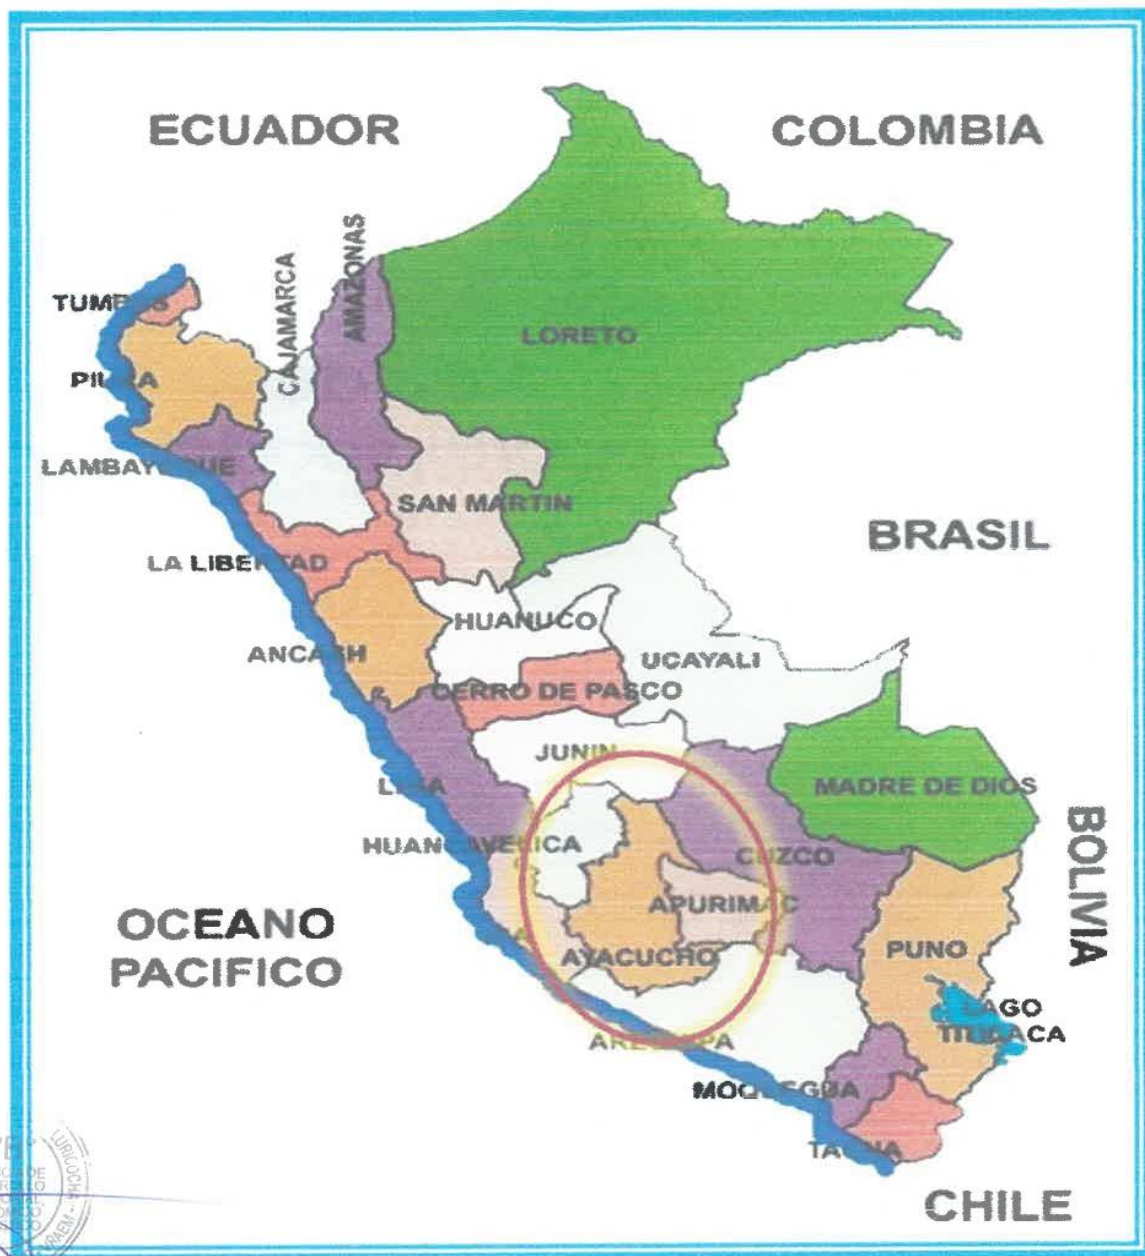 ECUADOR
COLOMBIA
CAJAMARCA
AMAZONAS
TUMBES
LORETO
PIURA
LAMBAYEQUE
SAN MARTIN
BRASIL
LA LIBERTAD
HUANUCO
ANCASH
UCAYALI
CERRO DE PASCO
JUNIN
LIMA
MADRE DE DIOS
HUANCAVELICA
CUZCO
BOLIVIA
APURIMAC
OCEANO
PACIFICO
AYACUCHO
PUNO
LAGO
TITICACA
AREQUIPA
MOQUEGUA
TACNA
CHILE
LURICOCHA - VRAEM